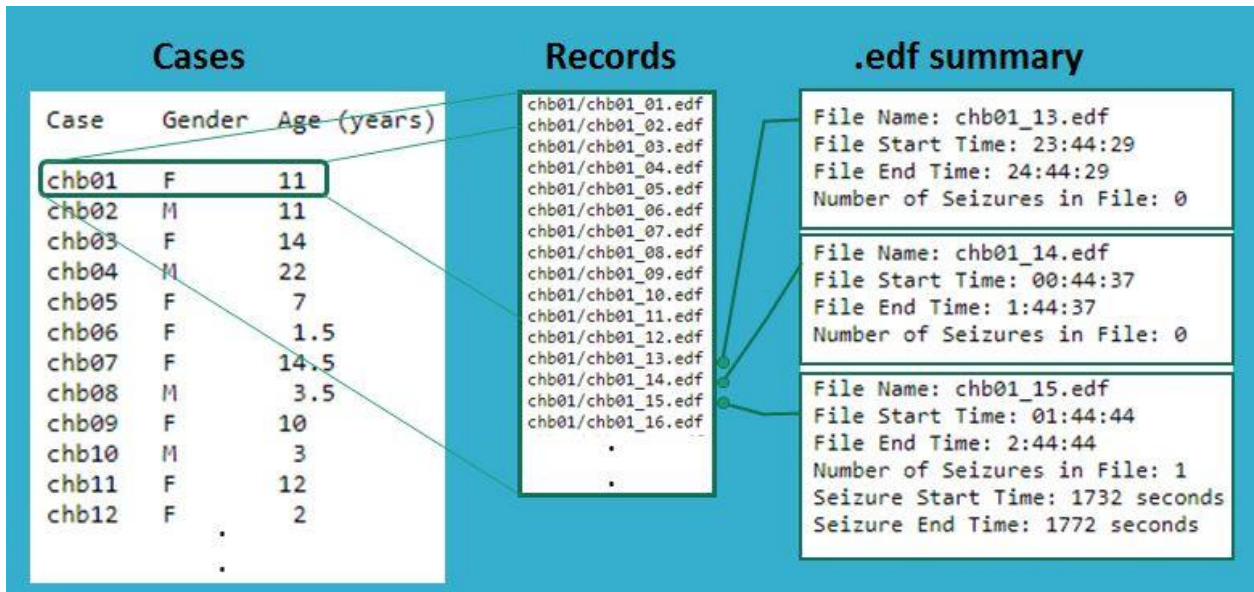 Cases
Case Gender Age (years)
chb01 F 11
chb02 M 11
chb03 F 14
chb04 M 22
chb05 F 7
chb06 F 1.5
chb07 F 14.5
chb08 M 3.5
chb09 F 10
chb10 M 3
chb11 F 12
chb12 F 2
.
.
Records
chb01/chb01_01.edf
chb01/chb01_02.edf
chb01/chb01_03.edf
chb01/chb01_04.edf
chb01/chb01_05.edf
chb01/chb01_06.edf
chb01/chb01_07.edf
chb01/chb01_08.edf
chb01/chb01_09.edf
chb01/chb01_10.edf
chb01/chb01_11.edf
chb01/chb01_12.edf
chb01/chb01_13.edf
chb01/chb01_14.edf
chb01/chb01_15.edf
chb01/chb01_16.edf
.
.
.edf summary
File Name: chb01_13.edf
File Start Time: 23:44:29
File End Time: 24:44:29
Number of Seizures in File: 0
File Name: chb01_14.edf
File Start Time: 00:44:37
File End Time: 1:44:37
Number of Seizures in File: 0
File Name: chb01_15.edf
File Start Time: 01:44:44
File End Time: 2:44:44
Number of Seizures in File: 1
Seizure Start Time: 1732 seconds
Seizure End Time: 1772 seconds